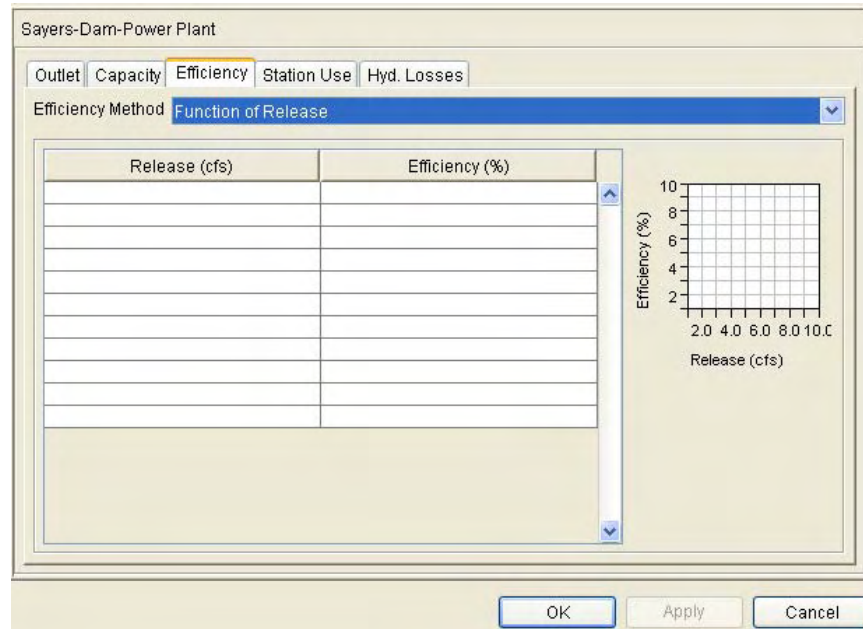 Sayers-Dam-Power Plant
Outlet Capacity Efficiency Station Use Hyd. Losses
Efficiency Method Function of Release
Release (cfs) Efficiency (%)
10
8
6
4
2
Efficiency (%)
2.0 4.0 6.0 8.0 10.0
Release (cfs)
OK Apply Cancel